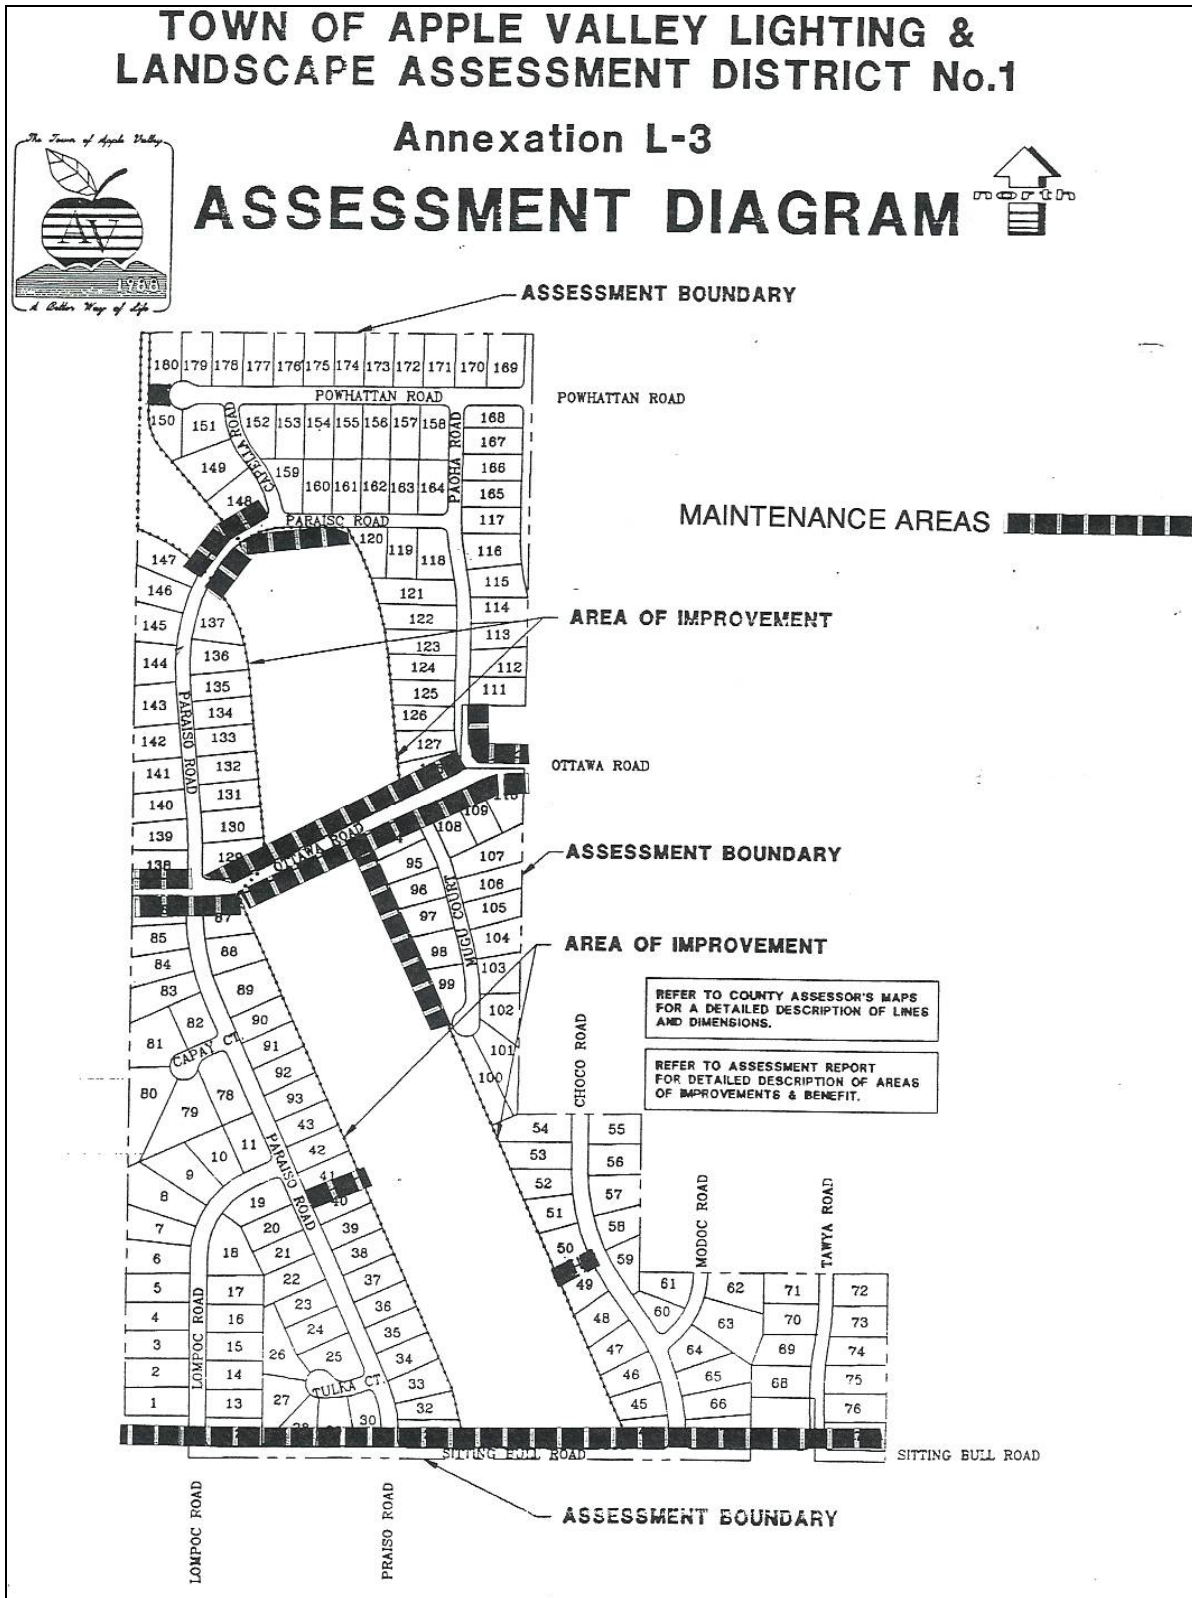 TOWN OF APPLE VALLEY LIGHTING &
LANDSCAPE ASSESSMENT DISTRICT No.1
Annexation L-3
ASSESSMENT DIAGRAM
north
The Town of Apple Valley
AV
1988
A Better Way of Life
ASSESSMENT BOUNDARY
180 179 178 177 176 175 174 173 172 171 170 169
POWHATTAN ROAD
POWHATTAN ROAD
150 151 152 153 154 155 156 157 158 168
CAPELLA ROAD
PAOHA ROAD
167
149 159 166
160 161 162 163 164 165
148
PARAISC ROAD
117
MAINTENANCE AREAS
147 120 119 118 116
146 121 115
145 137 122 114
AREA OF IMPROVEMENT
144 136 123 113
124 112
143 135 125 111
PARAISO ROAD
134 126
142 133 127
141 132
OTTAWA ROAD
140 131
139 130
OTTAWA ROAD
108 109
138 129
95 107
ASSESSMENT BOUNDARY
96 106
MUGU COURT
87 97 105
85 88 98 104
AREA OF IMPROVEMENT
84 99 103
83 89 102
REFER TO COUNTY ASSESSOR'S MAPS
FOR A DETAILED DESCRIPTION OF LINES
AND DIMENSIONS.
82 90
81 91 101
CAPAY CT.
CHOCO ROAD
92 100
REFER TO ASSESSMENT REPORT
FOR DETAILED DESCRIPTION OF AREAS
OF IMPROVEMENTS & BENEFIT.
80 79 78 93
43 54 55
11 42 53 56
PARAISO ROAD
10 9 41 52 57
8 19 40 51 58
MODOC ROAD
TAWYA ROAD
7 20 39 50 59
6 18 21 38 49
5 17 22 37 61 62 71 72
4 16 23 36 48 60 63 70 73
LOMPOC ROAD
3 15 24 35 47 64 69 74
2 14 26 25 34 46 65 68 75
TULKA CT.
1 13 27 33 45 66 76
30 32
SITTING BULL ROAD
SITTING BULL ROAD
LOMPOC ROAD
PRAISO ROAD
ASSESSMENT BOUNDARY